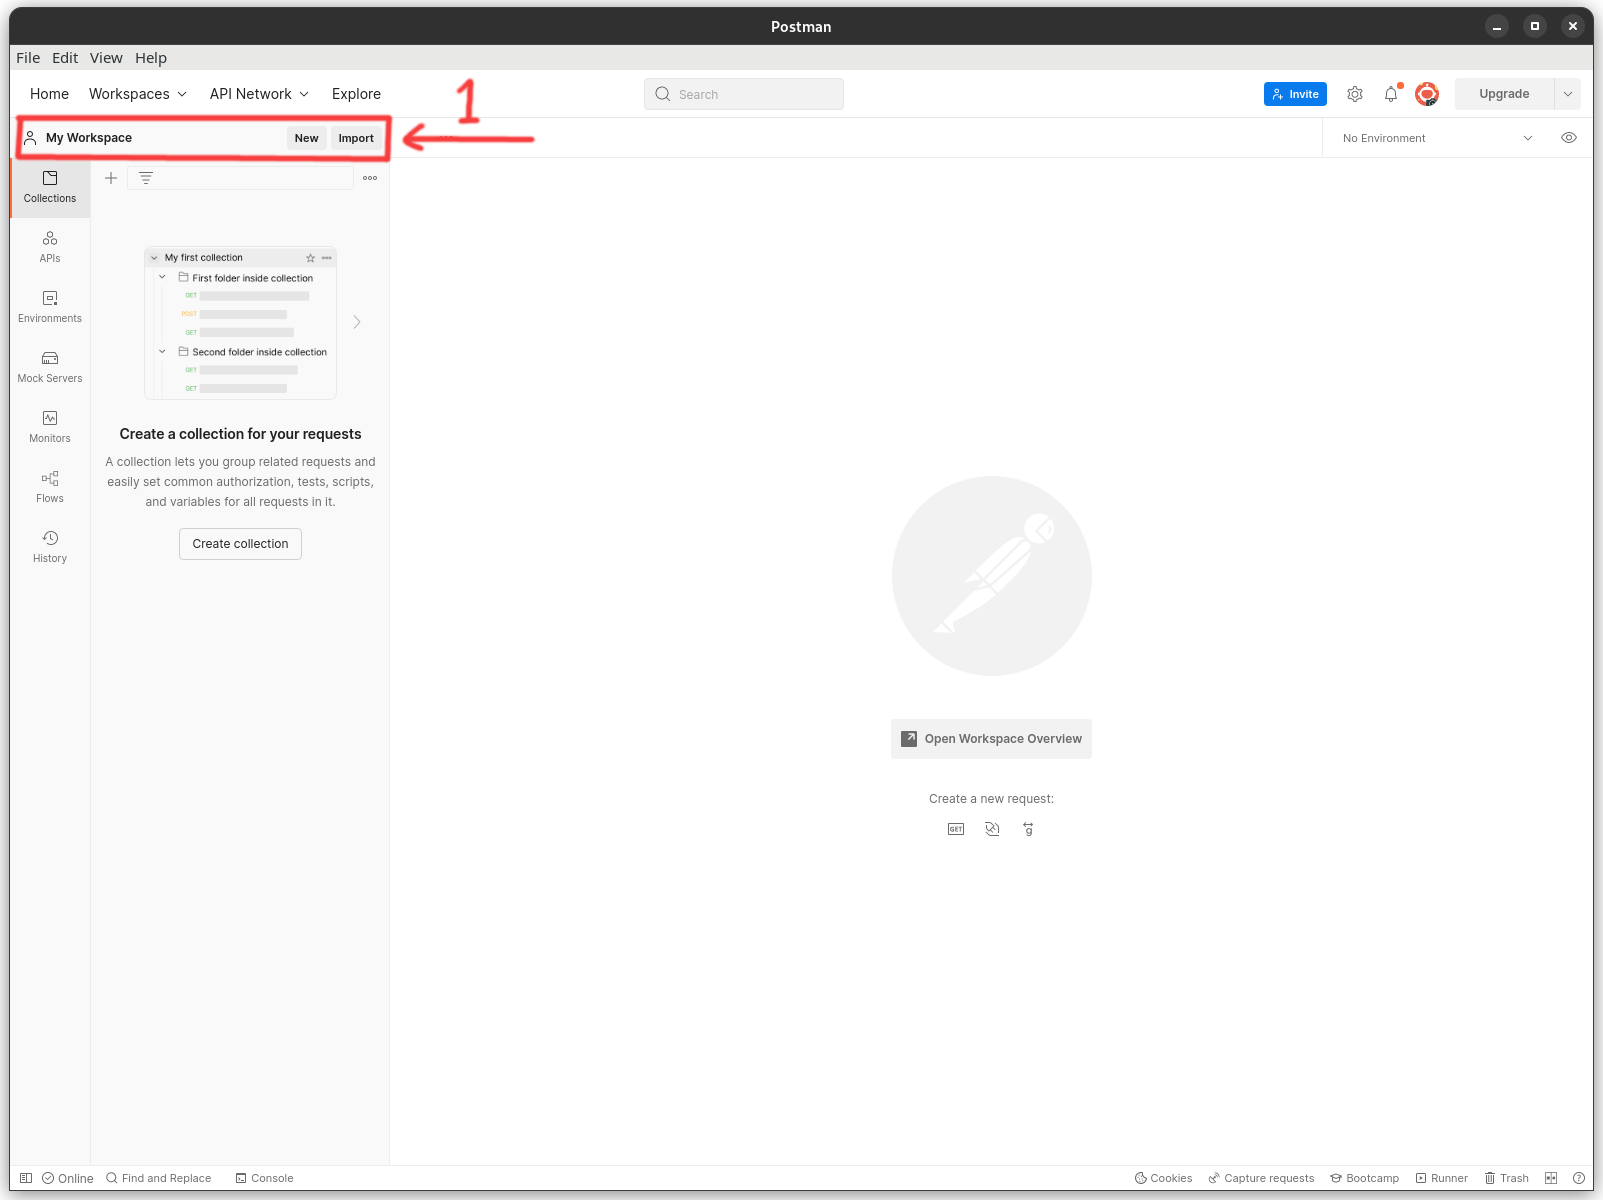 Postman
File Edit View Help
Home Workspaces API Network Explore Search Invite Upgrade
1
My Workspace New Import No Environment
Collections
APIs
Environments
Mock Servers
Monitors
Flows
History
My first collection
First folder inside collection
GET
POST
GET
Second folder inside collection
GET
GET
Create a collection for your requests
A collection lets you group related requests and
easily set common authorization, tests, scripts,
and variables for all requests in it.
Create collection
Open Workspace Overview
Create a new request:
GET g
Online Find and Replace Console Cookies Capture requests Bootcamp Runner Trash